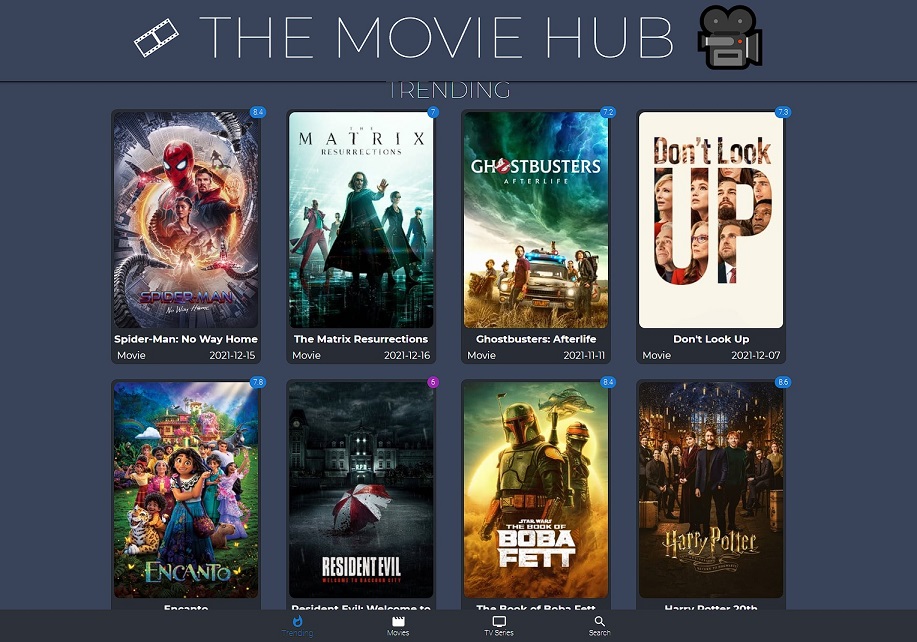 THE MOVIE HUB
TRENDING
8.4
7
7.2
7.3
SPIDER-MAN
No Way Home
THE
MATRIX
RESURRECTIONS
GHOSTBUSTERS
AFTERLIFE
Don't Look
UP
Spider-Man: No Way Home
The Matrix Resurrections
Ghostbusters: Afterlife
Don't Look Up
Movie 2021-12-15
Movie 2021-12-16
Movie 2021-11-11
Movie 2021-12-07
7.8
6
8.4
8.6
ENCANTO
RESIDENT EVIL
WELCOME TO RACCOON CITY
STAR WARS
THE BOOK OF
BOBA
FETT
Harry Potter
Encanto
Resident Evil: Welcome to
The Book of Boba Fett
Harry Potter 20th
Trending
Movies
TV Series
Search